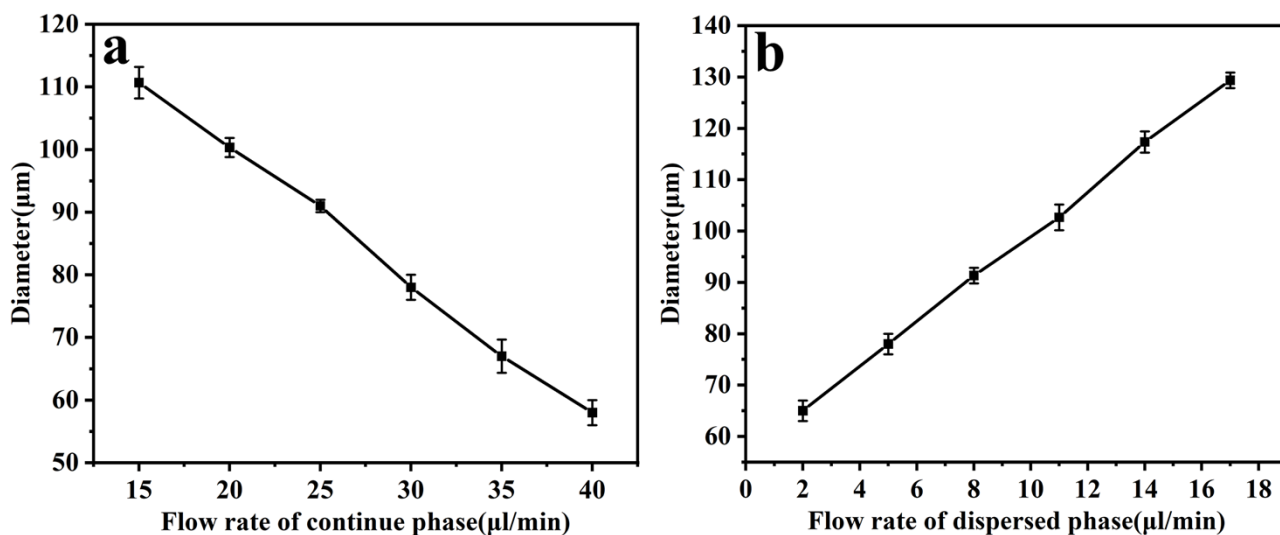 a
120
110
100
90
80
70
60
50
Diameter(μm)
15 20 25 30 35 40
Flow rate of continue phase(μl/min)
b
140
130
120
110
100
90
80
70
60
Diameter(μm)
0 2 4 6 8 10 12 14 16 18
Flow rate of dispersed phase(μl/min)